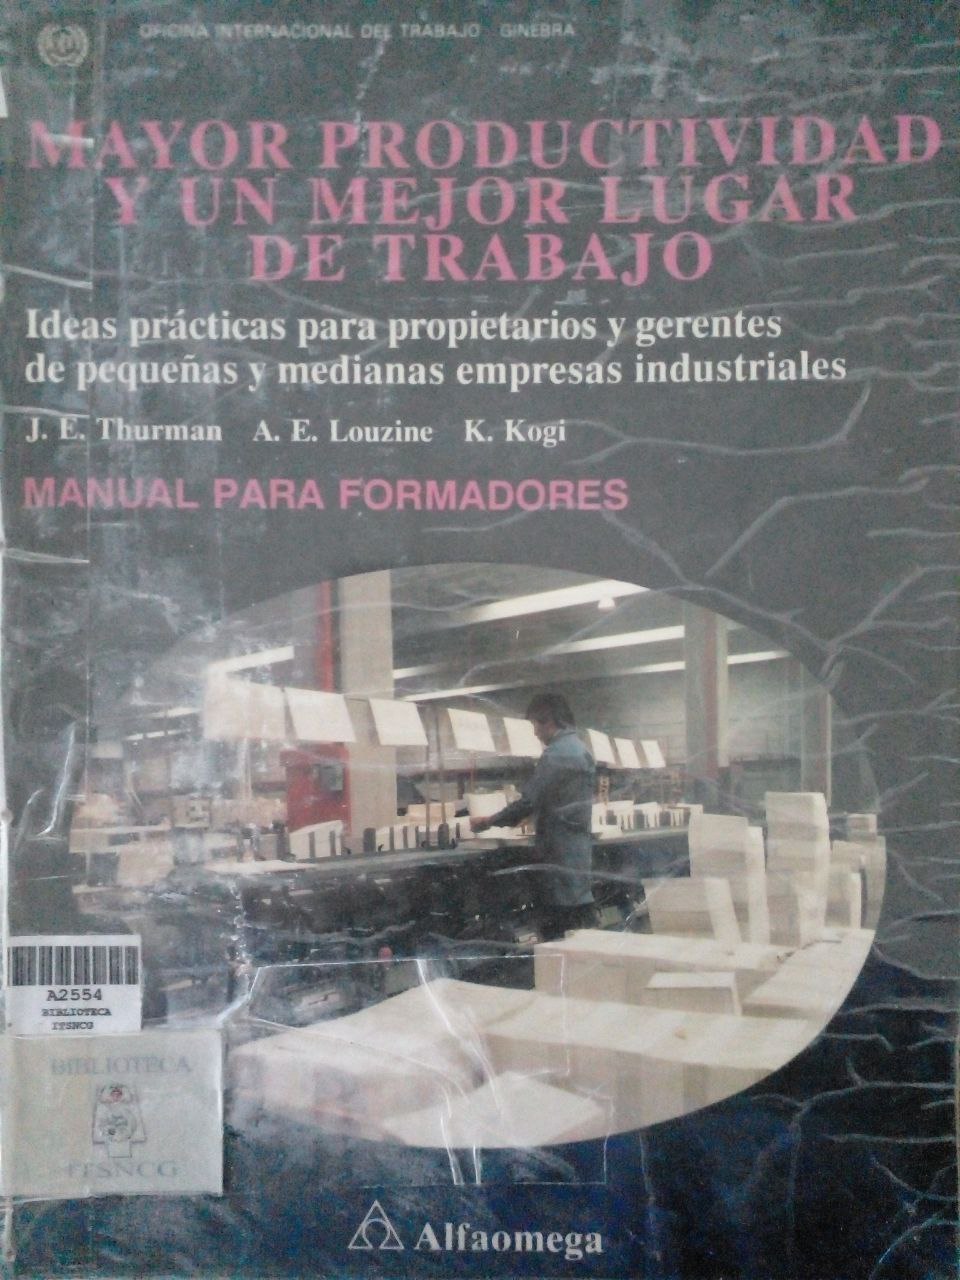 OFICINA INTERNACIONAL DEL TRABAJO GINEBRA
MAYOR PRODUCTIVIDAD
Y UN MEJOR LUGAR
DE TRABAJO
Ideas prácticas para propietarios y gerentes
de pequeñas y medianas empresas industriales
J. E. Thurman A. E. Louzine K. Kogi
MANUAL PARA FORMADORES
A2554
BIBLIOTECA
ITSNCG
BIBLIOTECA
ITSNCG
Alfaomega